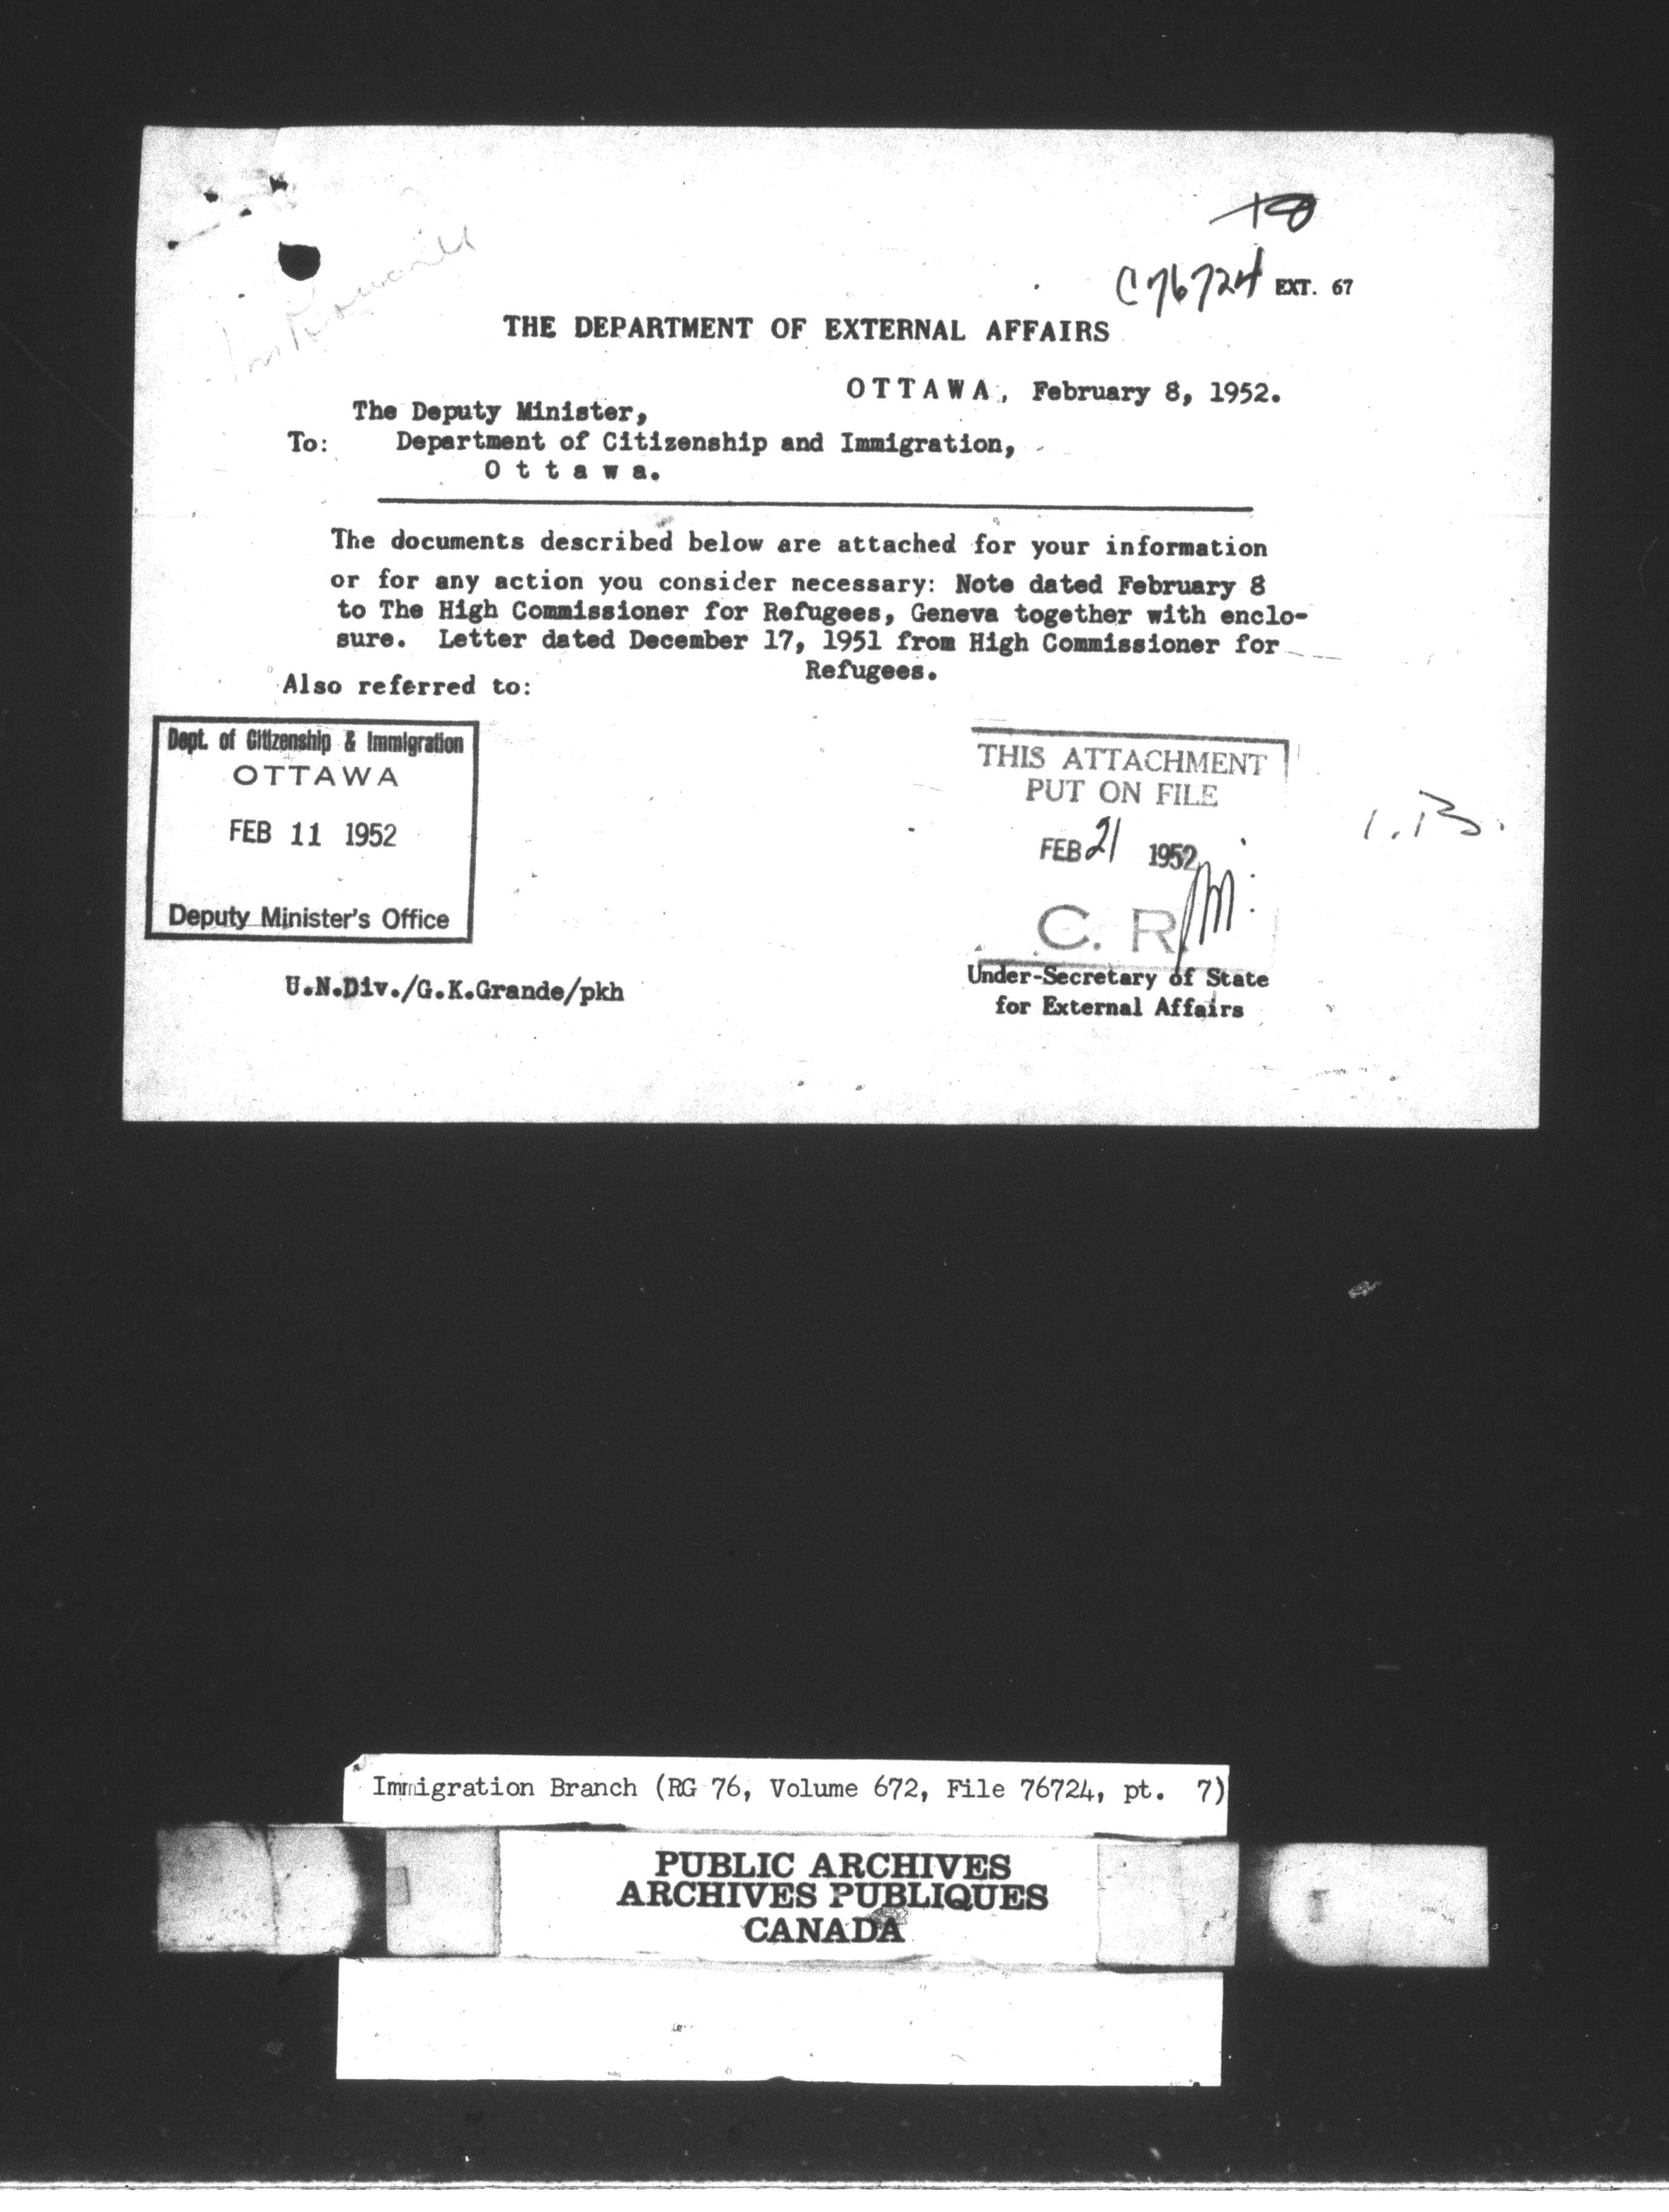 C76724 EXT. 67
THE DEPARTMENT OF EXTERNAL AFFAIRS
OTTAWA, February 8, 1952.
The Deputy Minister,
To: Department of Citizenship and Immigration,
Ottawa.
The documents described below are attached for your information
or for any action you consider necessary: Note dated February 8
to The High Commissioner for Refugees, Geneva together with enclo-
sure. Letter dated December 17, 1951 from High Commissioner for
Refugees.
Also referred to:
Dept. of Citizenship & Immigration
OTTAWA
FEB 11 1952
Deputy Minister's Office
THIS ATTACHMENT
PUT ON FILE
FEB 21 1952
C. R.
U.N.Div./G.K.Grande/pkh
Under-Secretary of State
for External Affairs
Immigration Branch (RG 76, Volume 672, File 76724, pt. 7)
PUBLIC ARCHIVES
ARCHIVES PUBLIQUES
CANADA